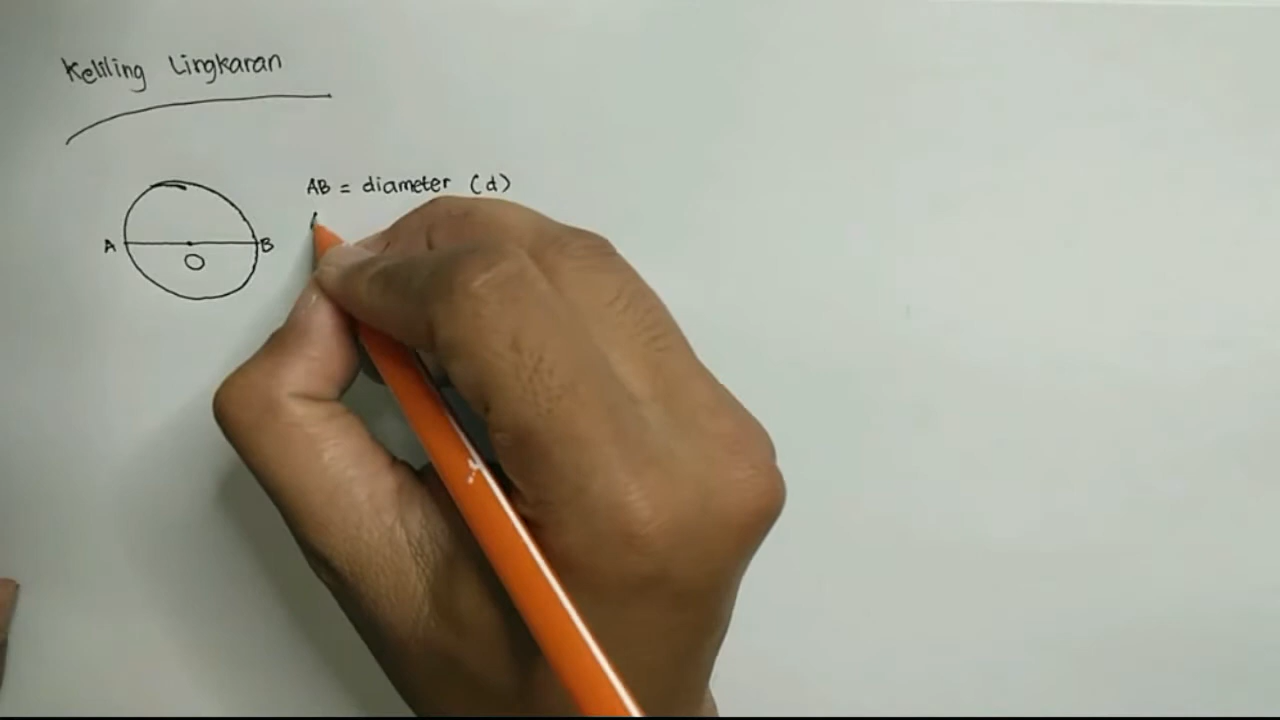 Keliling Lingkaran
AB = diameter (d)
A B
O